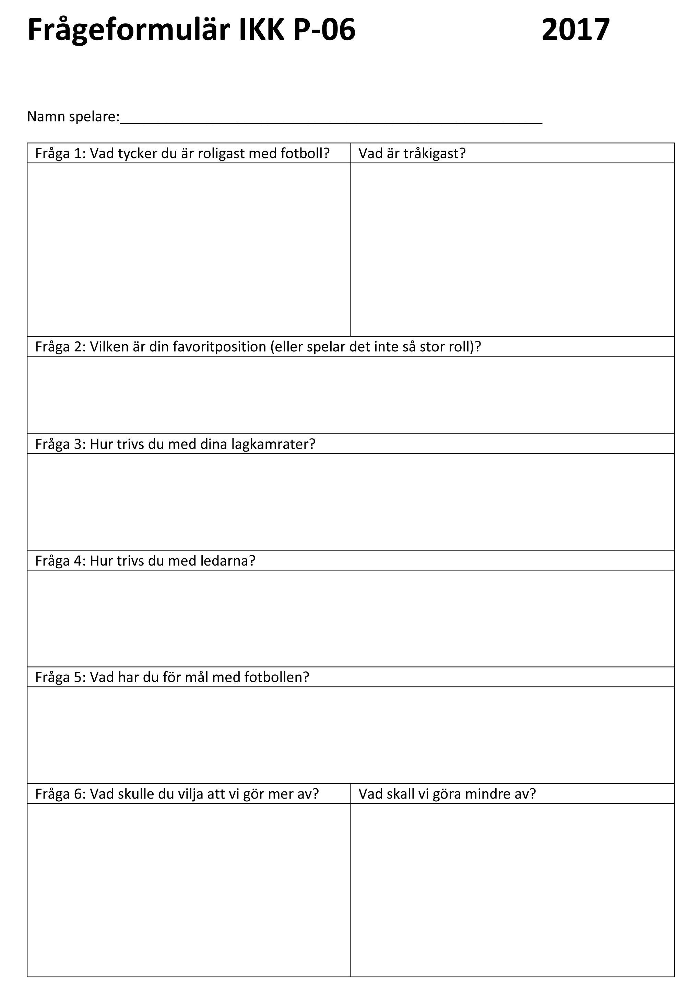 Frågeformulär IKK P-06 2017
Namn spelare:______________________________________________________
Fråga 1: Vad tycker du är roligast med fotboll? Vad är tråkigast?
Fråga 2: Vilken är din favoritposition (eller spelar det inte så stor roll)?
Fråga 3: Hur trivs du med dina lagkamrater?
Fråga 4: Hur trivs du med ledarna?
Fråga 5: Vad har du för mål med fotbollen?
Fråga 6: Vad skulle du vilja att vi gör mer av? Vad skall vi göra mindre av?